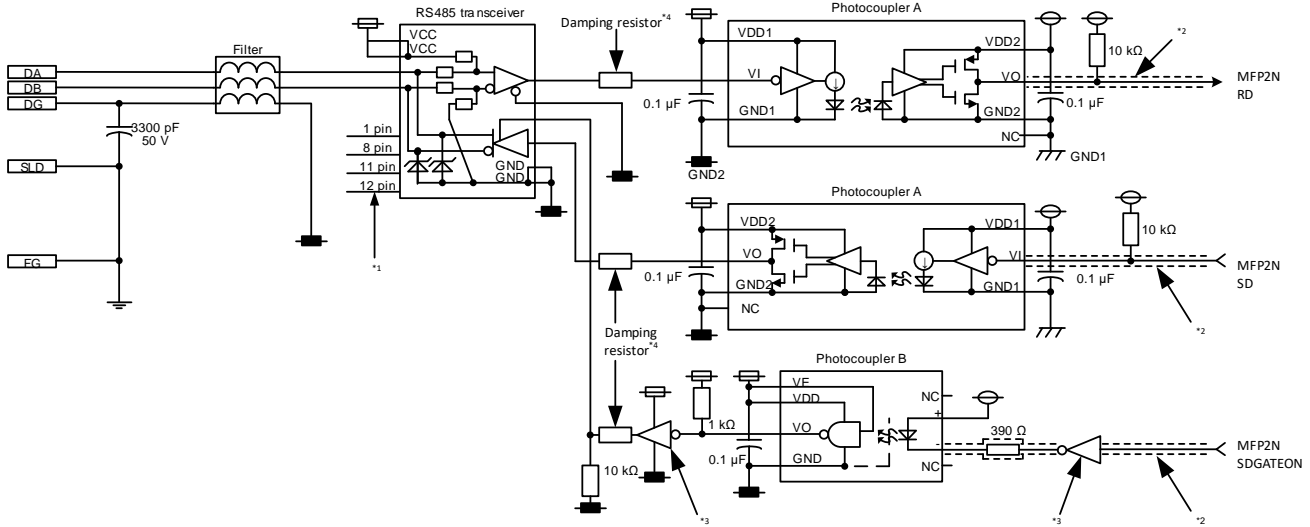 RS485 transceiver
VCC
VCC
Filter
DA
DB
DG
3300 pF
50 V
SLD
FG
1 pin
8 pin
11 pin
12 pin
*1
GND
GND
Damping resistor*4
Photocoupler A
VDD1
VI
GND1
0.1 µF
GND2
VDD2
VO
GND2
NC
10 kΩ
*2
0.1 µF
GND1
MFP2N
RD
Photocoupler A
VDD2
VO
GND2
NC
0.1 µF
VDD1
VI
GND1
10 kΩ
0.1 µF
*2
MFP2N
SD
Damping
resistor*4
Photocoupler B
VE
VDD
VO
GND
NC
+
-
NC
1 kΩ
0.1 µF
10 kΩ
*3
390 Ω
*3
*2
MFP2N
SDGATEON